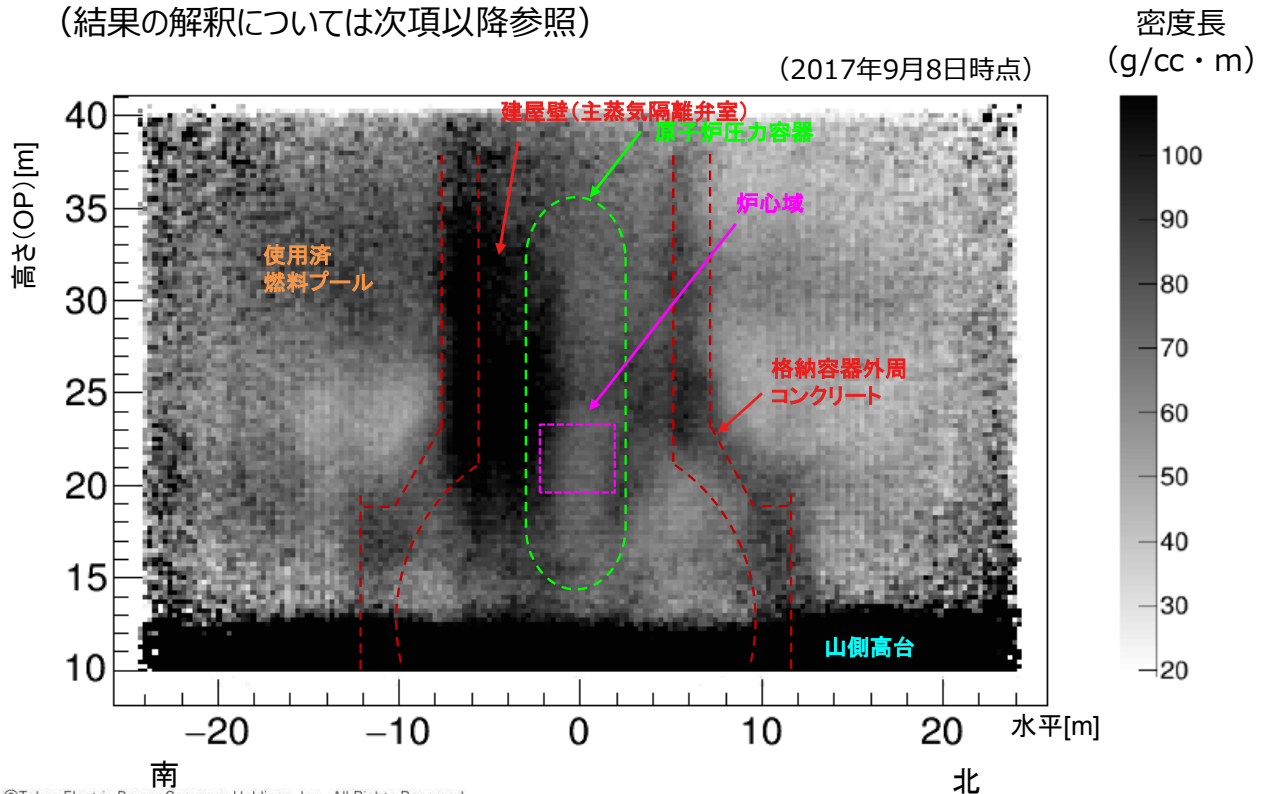 （結果の解釈については次項以降参照）
密度長
（g/cc・m）
（2017年9月8日時点）
建屋壁（主蒸気隔離弁室）
原子炉圧力容器
炉心域
使用済
燃料プール
格納容器外周
コンクリート
山側高台
高さ（OP）[m]
40
35
30
25
20
15
10
−20
−10
0
10
20
水平[m]
南
北
100
90
80
70
60
50
40
30
20